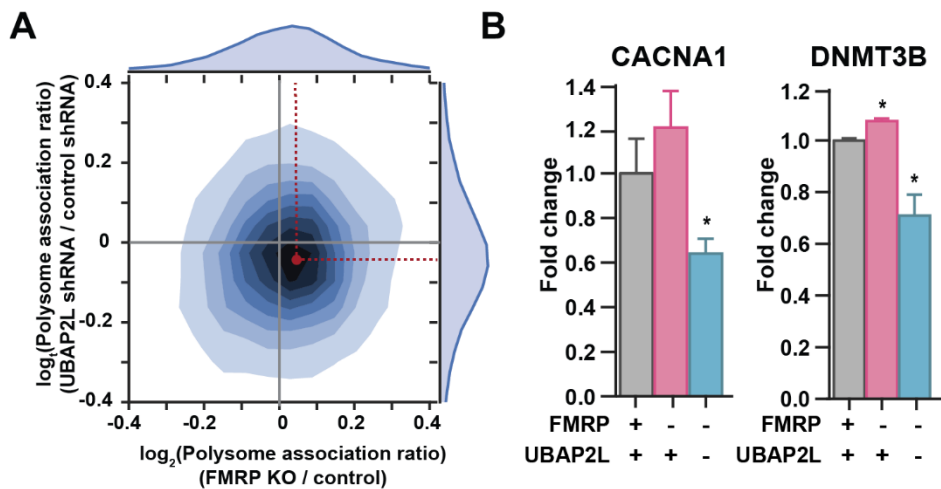 A
log_t(Polysome association ratio)
(UBAP2L shRNA / control shRNA)
0.4
0.2
0
-0.2
-0.4
-0.4
-0.2
0
0.2
0.4
log₂(Polysome association ratio)
(FMRP KO / control)
B
CACNA1
Fold change
1.4
1.2
1.0
0.8
0.6
0.4
0.2
0.0
*
FMRP + - -
UBAP2L + + -
DNMT3B
Fold change
1.2
1.0
0.8
0.6
0.4
0.2
0.0
*
*
FMRP + - -
UBAP2L + + -